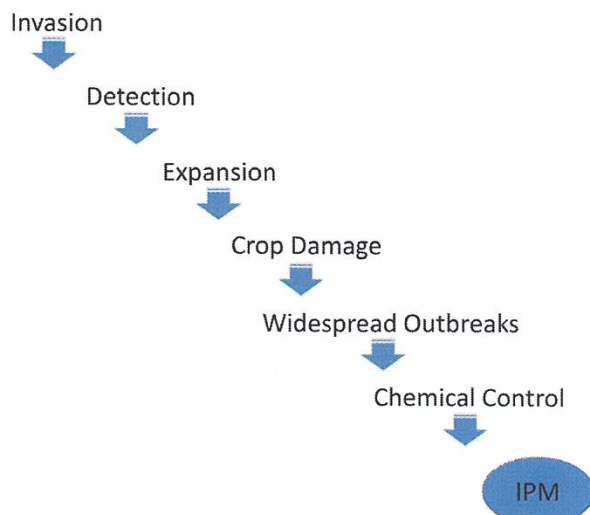 Invasion
Detection
Expansion
Crop Damage
Widespread Outbreaks
Chemical Control
IPM